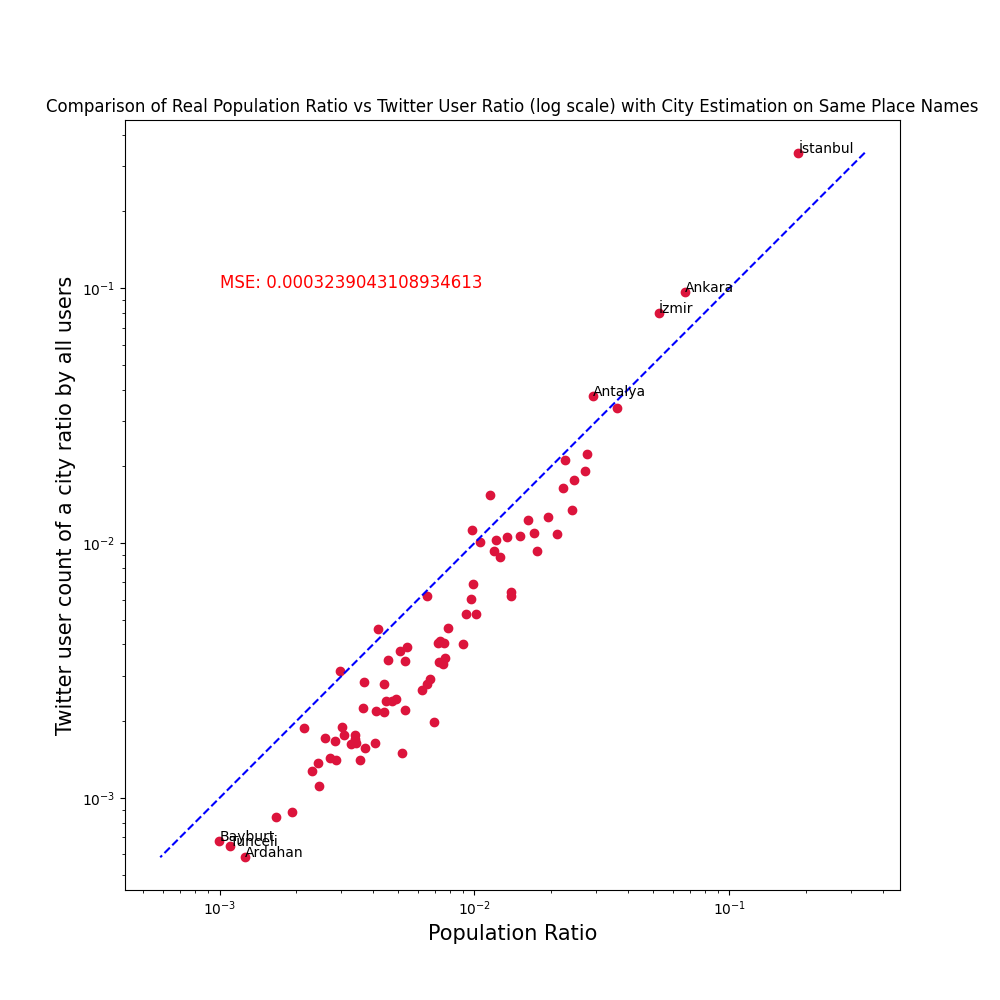 Comparison of Real Population Ratio vs Twitter User Ratio (log scale) with City Estimation on Same Place Names
İstanbul
MSE: 0.0003239043108934613
Ankara
İzmir
Antalya
Bayburt
Tunceli
Ardahan
Twitter user count of a city ratio by all users
10⁻¹
10⁻²
10⁻³
10⁻³ 10⁻² 10⁻¹
Population Ratio